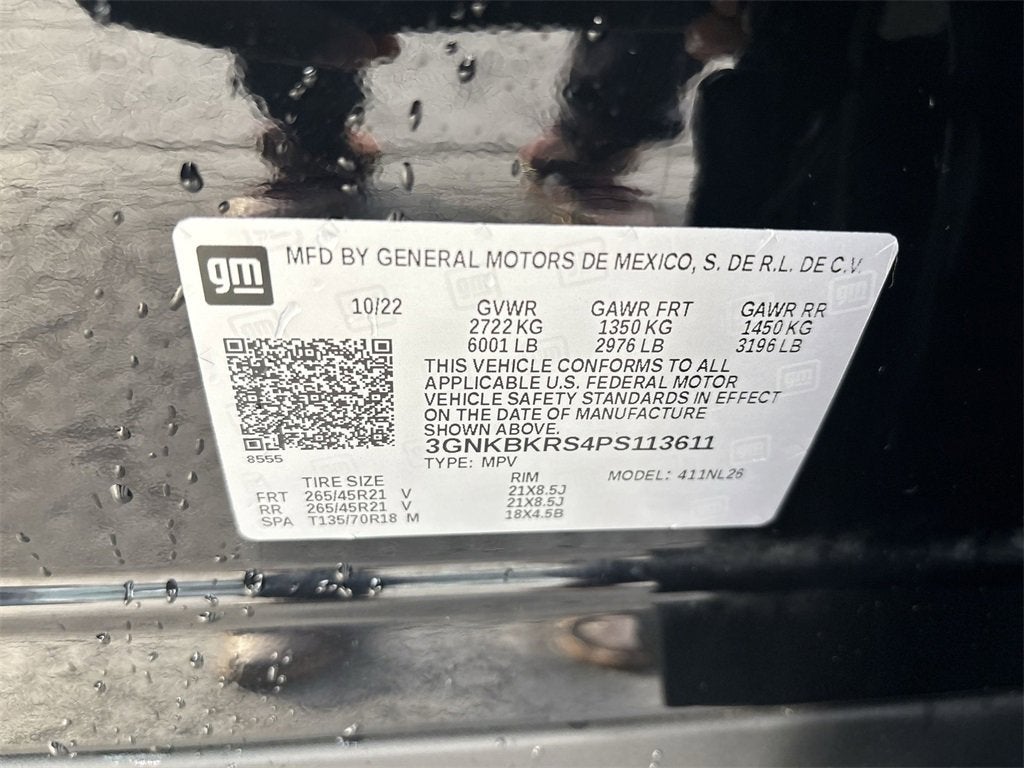 gm
MFD BY GENERAL MOTORS DE MEXICO, S. DE R.L. DE C.V.
10/22 GVWR GAWR FRT GAWR RR
2722 KG 1350 KG 1450 KG
6001 LB 2976 LB 3196 LB
THIS VEHICLE CONFORMS TO ALL
APPLICABLE U.S. FEDERAL MOTOR
VEHICLE SAFETY STANDARDS IN EFFECT
ON THE DATE OF MANUFACTURE
SHOWN ABOVE.
3GNKBKRS4PS113611
8555
TYPE: MPV
TIRE SIZE RIM MODEL: 411NL26
FRT 265/45R21 V 21X8.5J
RR 265/45R21 V 21X8.5J
SPA T135/70R18 M 18X4.5B